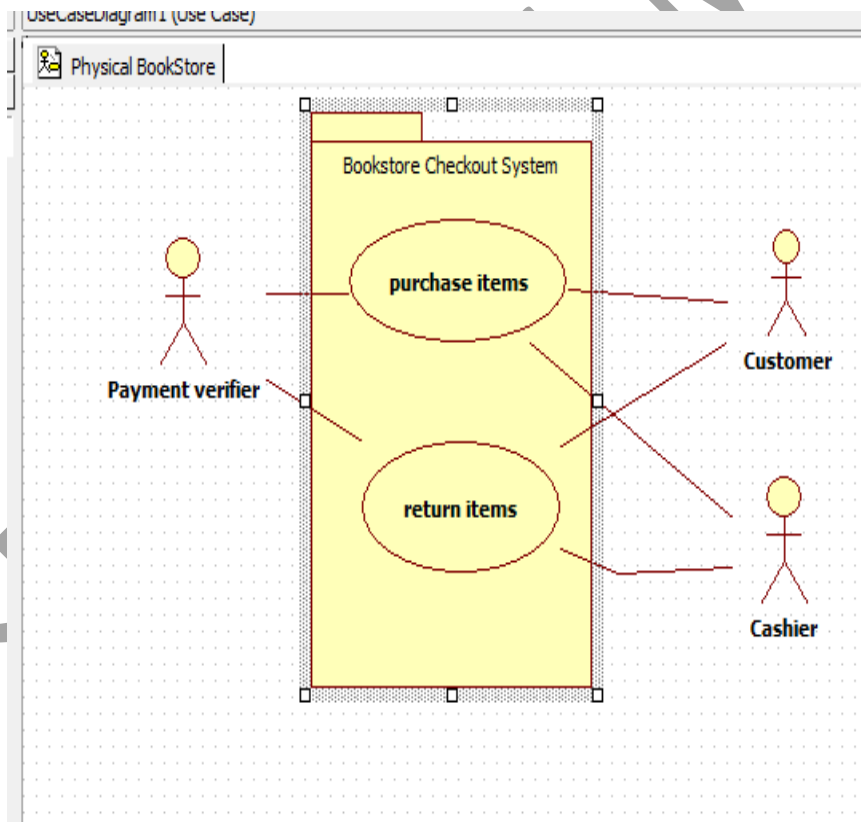 UseCaseDiagram1 (Use Case)
Physical BookStore
Bookstore Checkout System
purchase items
Customer
Payment verifier
return items
Cashier